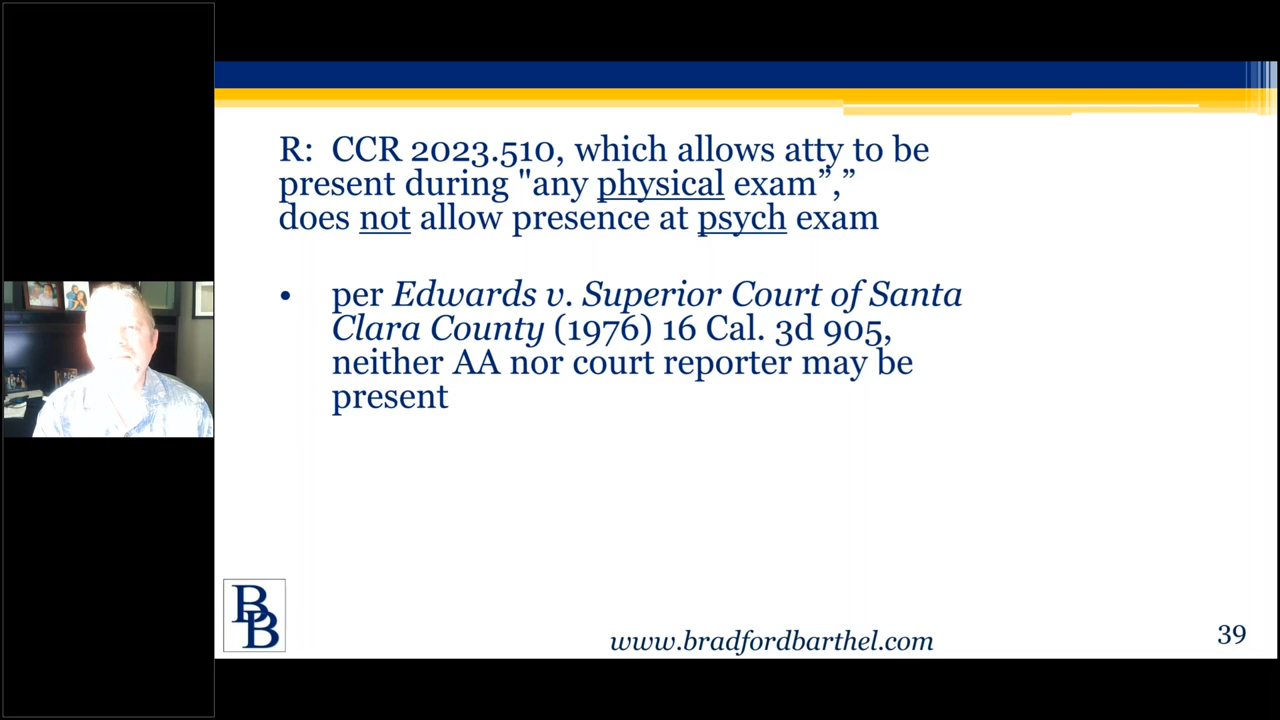 R: CCR 2023.510, which allows atty to be
present during "any physical exam”,”
does not allow presence at psych exam
• per Edwards v. Superior Court of Santa
Clara County (1976) 16 Cal. 3d 905,
neither AA nor court reporter may be
present
BB
www.bradfordbarthel.com
39